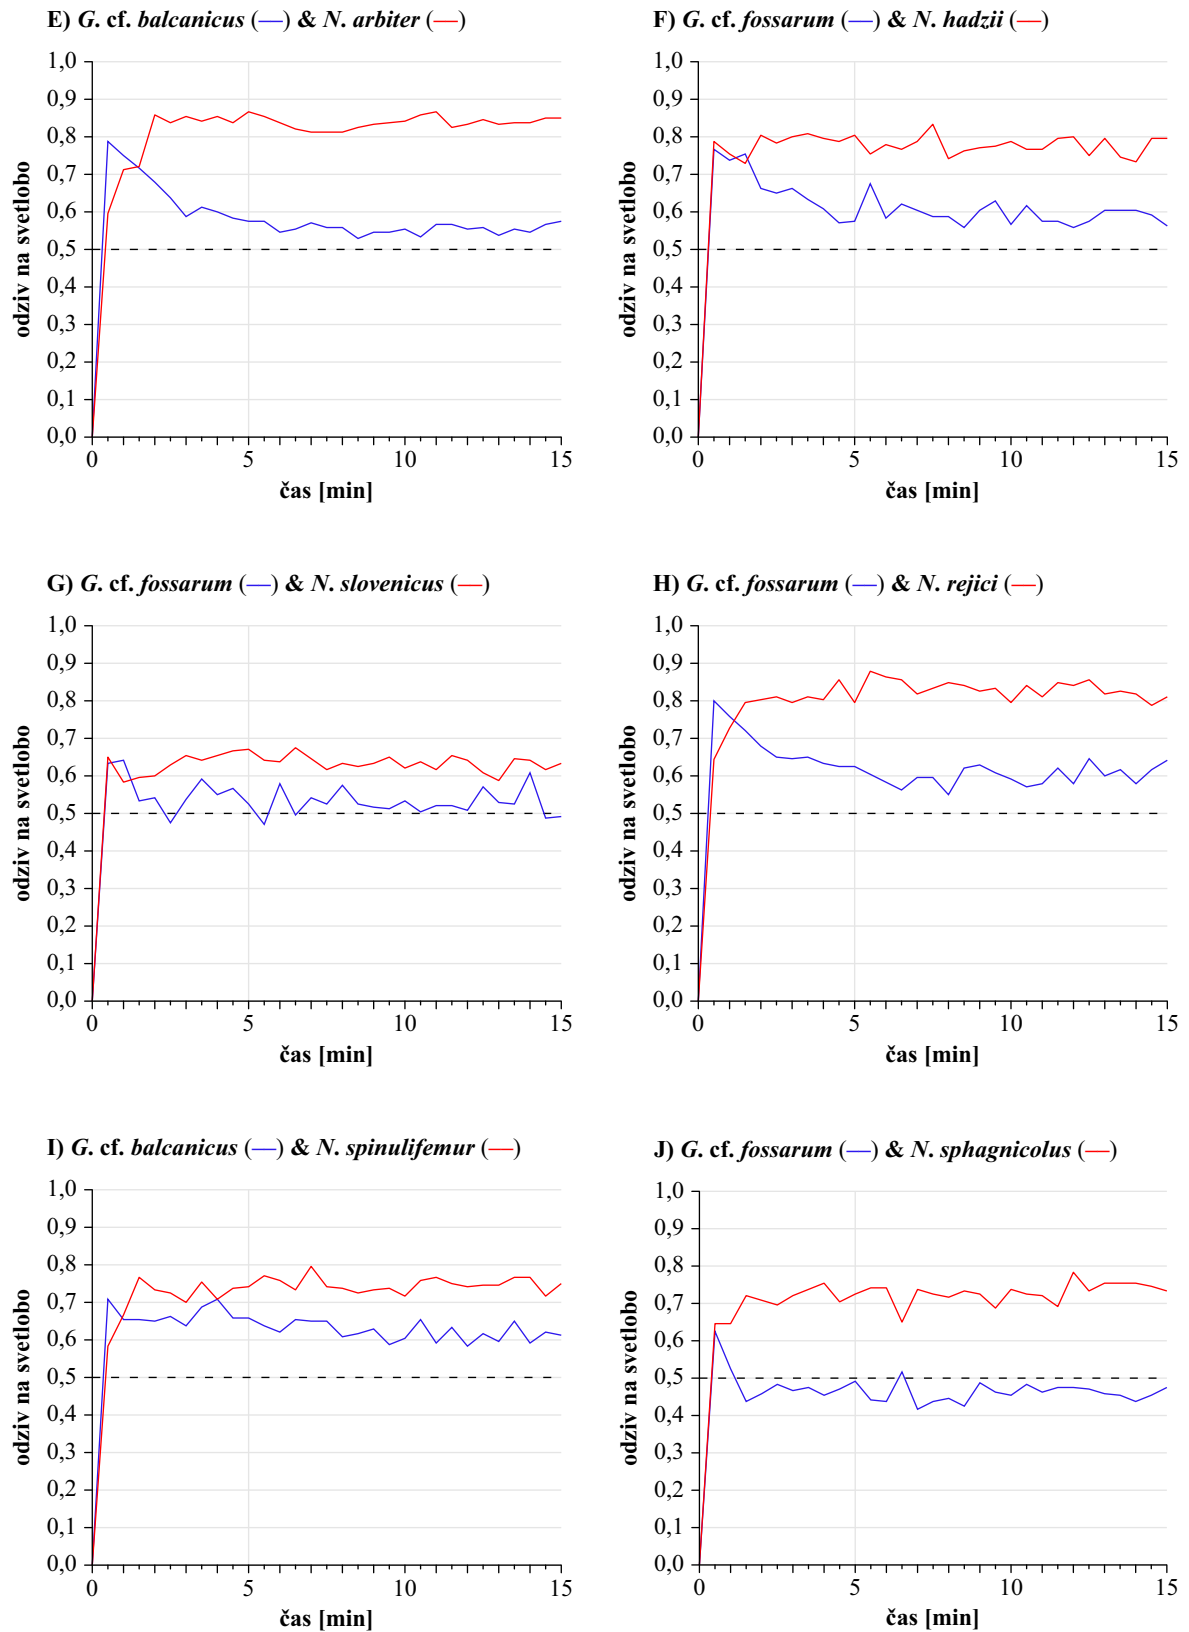 E) G. cf. balcanicus (—) & N. arbiter (—)
1,0
0,9
0,8
0,7
0,6
0,5
0,4
0,3
0,2
0,1
0,0
odziv na svetlobo
0 5 10 15
čas [min]
F) G. cf. fossarum (—) & N. hadzii (—)
1,0
0,9
0,8
0,7
0,6
0,5
0,4
0,3
0,2
0,1
0,0
odziv na svetlobo
0 5 10 15
čas [min]
G) G. cf. fossarum (—) & N. slovenicus (—)
1,0
0,9
0,8
0,7
0,6
0,5
0,4
0,3
0,2
0,1
0,0
odziv na svetlobo
0 5 10 15
čas [min]
H) G. cf. fossarum (—) & N. rejici (—)
1,0
0,9
0,8
0,7
0,6
0,5
0,4
0,3
0,2
0,1
0,0
odziv na svetlobo
0 5 10 15
čas [min]
I) G. cf. balcanicus (—) & N. spinulifemur (—)
1,0
0,9
0,8
0,7
0,6
0,5
0,4
0,3
0,2
0,1
0,0
odziv na svetlobo
0 5 10 15
čas [min]
J) G. cf. fossarum (—) & N. sphagnicolus (—)
1,0
0,9
0,8
0,7
0,6
0,5
0,4
0,3
0,2
0,1
0,0
odziv na svetlobo
0 5 10 15
čas [min]